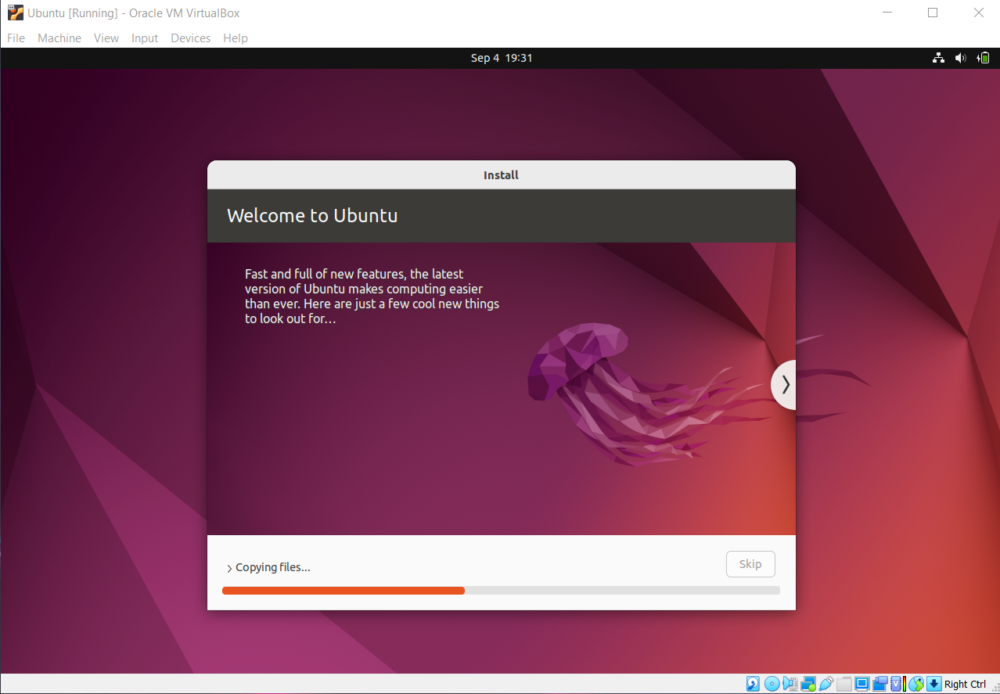 Ubuntu [Running] - Oracle VM VirtualBox
File Machine View Input Devices Help
Sep 4 19:31
Install
Welcome to Ubuntu
Fast and full of new features, the latest
version of Ubuntu makes computing easier
than ever. Here are just a few cool new things
to look out for…
Copying files...
Skip
Right Ctrl